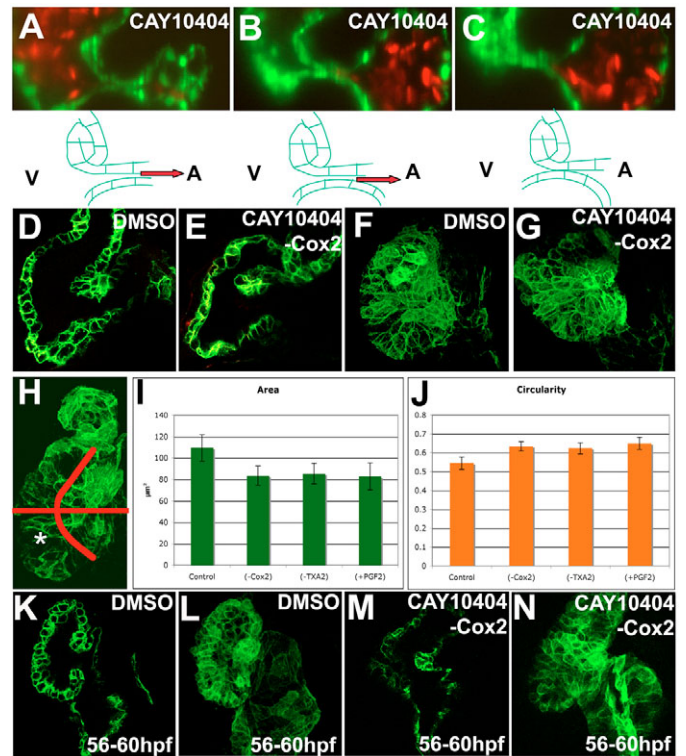 A CAY10404
B CAY10404
C CAY10404
V A
V A
V A
D DMSO
E CAY10404
-Cox2
F DMSO
G CAY10404
-Cox2
H
*
I Area
140
120
100
80
60
40
20
0
µm²
Control (-Cox2) (-TXA2) (+PGF2)
J Circularity
0.8
0.7
0.6
0.5
0.4
0.3
0.2
0.1
0
Control (-Cox2) (-TXA2) (+PGF2)
K DMSO
56-60hpf
L DMSO
56-60hpf
M CAY10404
-Cox2
56-60hpf
N CAY10404
-Cox2
56-60hpf